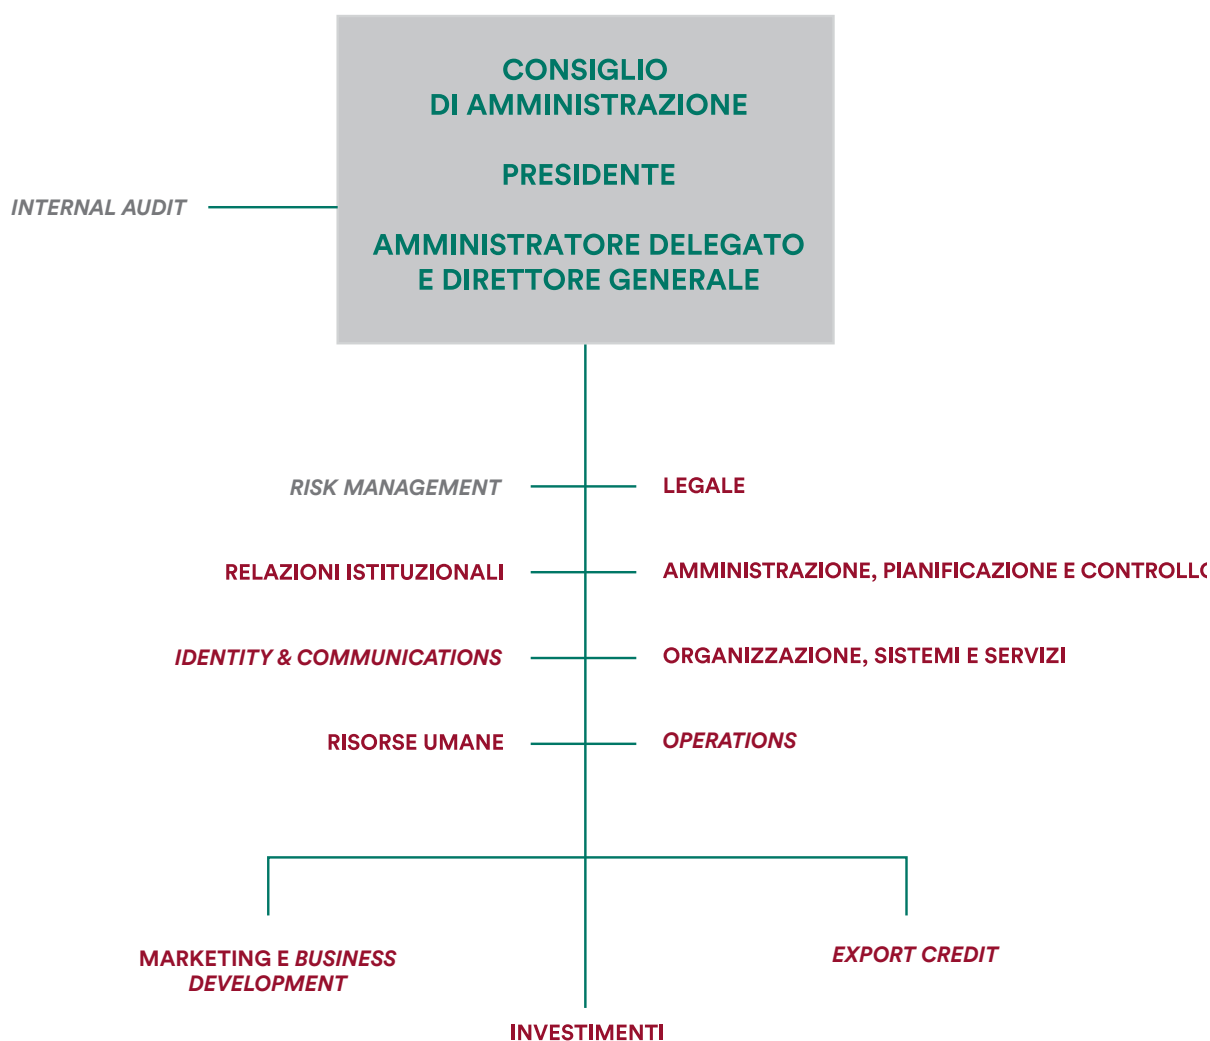 CONSIGLIO
DI AMMINISTRAZIONE
PRESIDENTE
AMMINISTRATORE DELEGATO
E DIRETTORE GENERALE
INTERNAL AUDIT
RISK MANAGEMENT
LEGALE
RELAZIONI ISTITUZIONALI
AMMINISTRAZIONE, PIANIFICAZIONE E CONTROLLO
IDENTITY & COMMUNICATIONS
ORGANIZZAZIONE, SISTEMI E SERVIZI
RISORSE UMANE
OPERATIONS
MARKETING E BUSINESS
DEVELOPMENT
EXPORT CREDIT
INVESTIMENTI